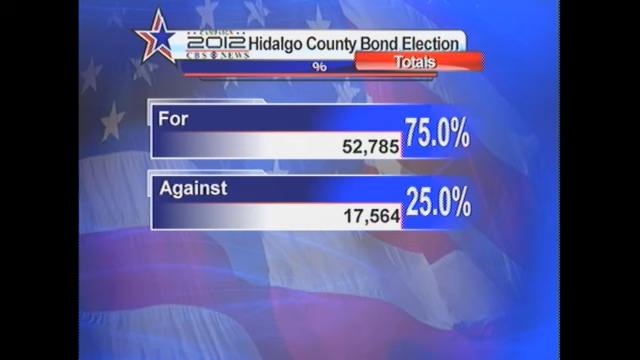 CAMPAIGN
2012
CBS NEWS
Hidalgo County Bond Election
%
Totals
For
75.0%
52,785
Against
25.0%
17,564